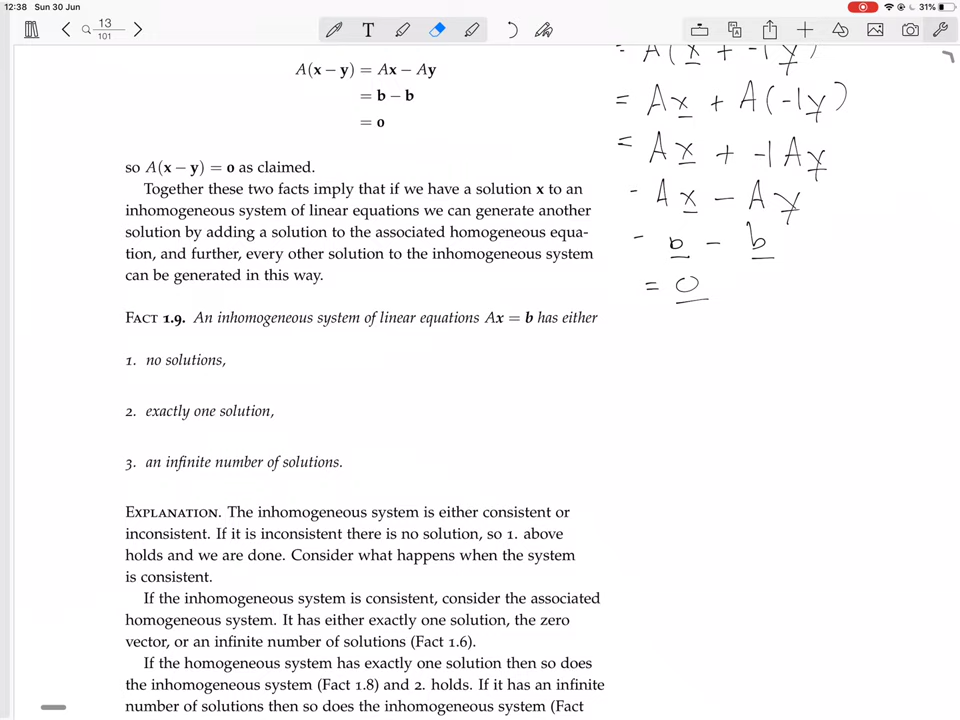 12:38 Sun 30 Jun
31%
13
101
T
A(x − y) = Ax − Ay
= b − b
= 0
so A(x − y) = 0 as claimed.
Together these two facts imply that if we have a solution x to an
inhomogeneous system of linear equations we can generate another
solution by adding a solution to the associated homogeneous equa-
tion, and further, every other solution to the inhomogeneous system
can be generated in this way.
Fact 1.9. An inhomogeneous system of linear equations Ax = b has either
1. no solutions,
2. exactly one solution,
3. an infinite number of solutions.
Explanation. The inhomogeneous system is either consistent or
inconsistent. If it is inconsistent there is no solution, so 1. above
holds and we are done. Consider what happens when the system
is consistent.
If the inhomogeneous system is consistent, consider the associated
homogeneous system. It has either exactly one solution, the zero
vector, or an infinite number of solutions (Fact 1.6).
If the homogeneous system has exactly one solution then so does
the inhomogeneous system (Fact 1.8) and 2. holds. If it has an infinite
number of solutions then so does the inhomogeneous system (Fact
= A(x + -1y)
= Ax + A(-1y)
= Ax + -1Ay
= Ax − Ay
= b − b
= 0